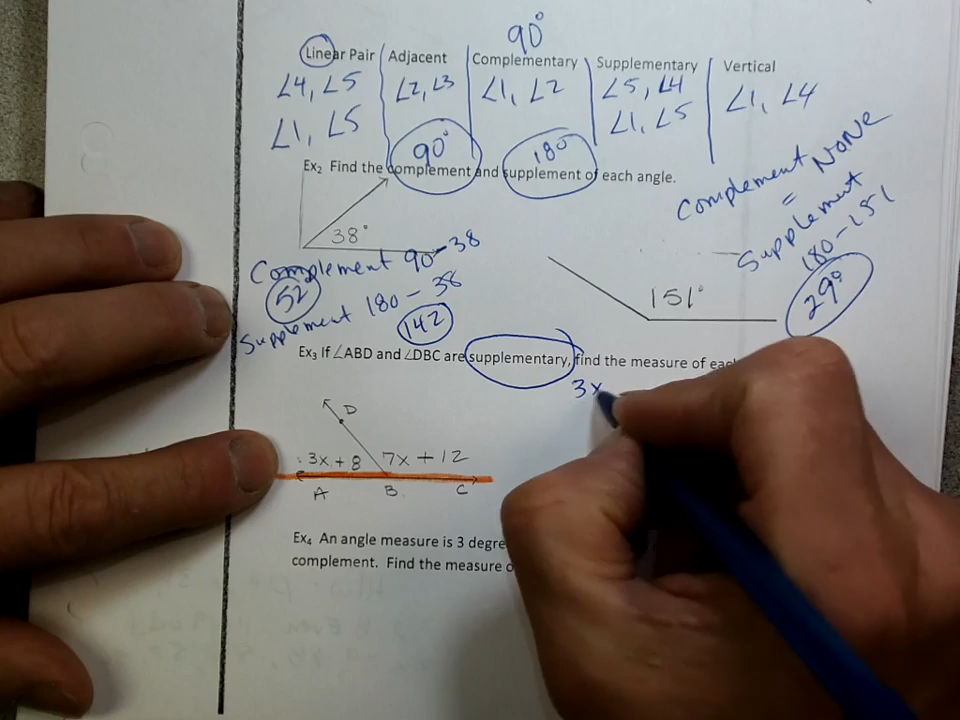 90°
Linear Pair Adjacent Complementary Supplementary Vertical
∠4, ∠5 ∠2, ∠3 ∠1, ∠2 ∠5, ∠4 ∠1, ∠4
∠1, ∠5 ∠1, ∠5
90° 180°
Ex2 Find the complement and supplement of each angle.
38°
Complement 90-38
52°
Supplement 180-38
142
Complement = NONE
Supplement
180-151
29°
151°
Ex3 If ∠ABD and ∠DBC are supplementary, find the measure of
3x
D
3x + 8 7x + 12
A B C
Ex4 An angle measure is 3
complement. Find the measure